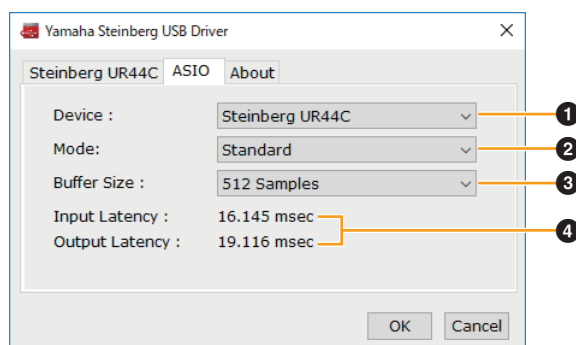 Yamaha Steinberg USB Driver
Steinberg UR44C ASIO About
Device : Steinberg UR44C 1
Mode: Standard 2
Buffer Size : 512 Samples 3
Input Latency : 16.145 msec
4
Output Latency : 19.116 msec
OK Cancel